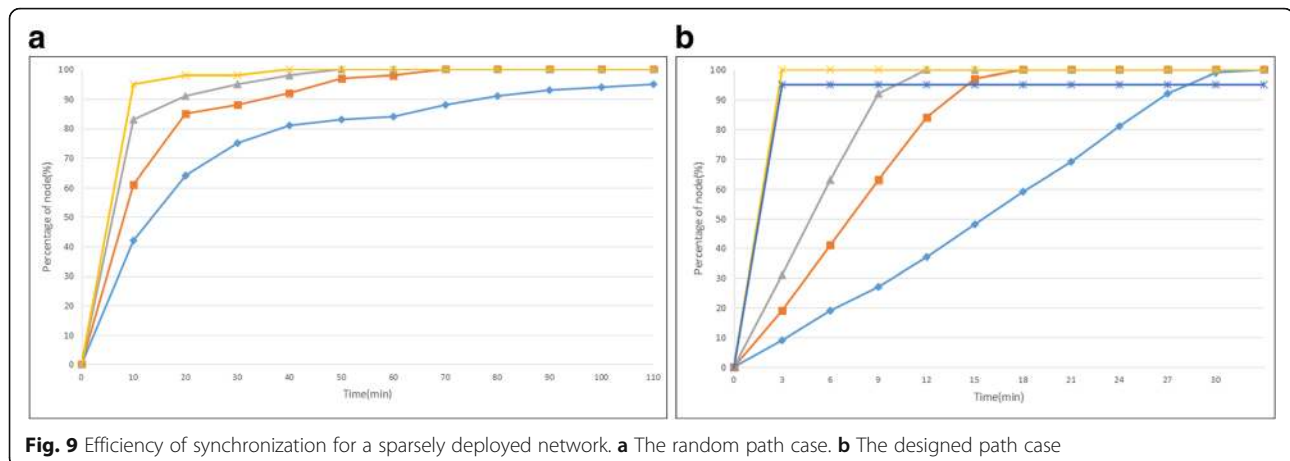 a
100
90
80
70
60
50
40
30
20
10
0
Percentage of node(%)
0 10 20 30 40 50 60 70 80 90 100 110
Time(min)
b
100
90
80
70
60
50
40
30
20
10
0
Percentage of node(%)
0 3 6 9 12 15 18 21 24 27 30
Time(min)
Fig. 9 Efficiency of synchronization for a sparsely deployed network. a The random path case. b The designed path case